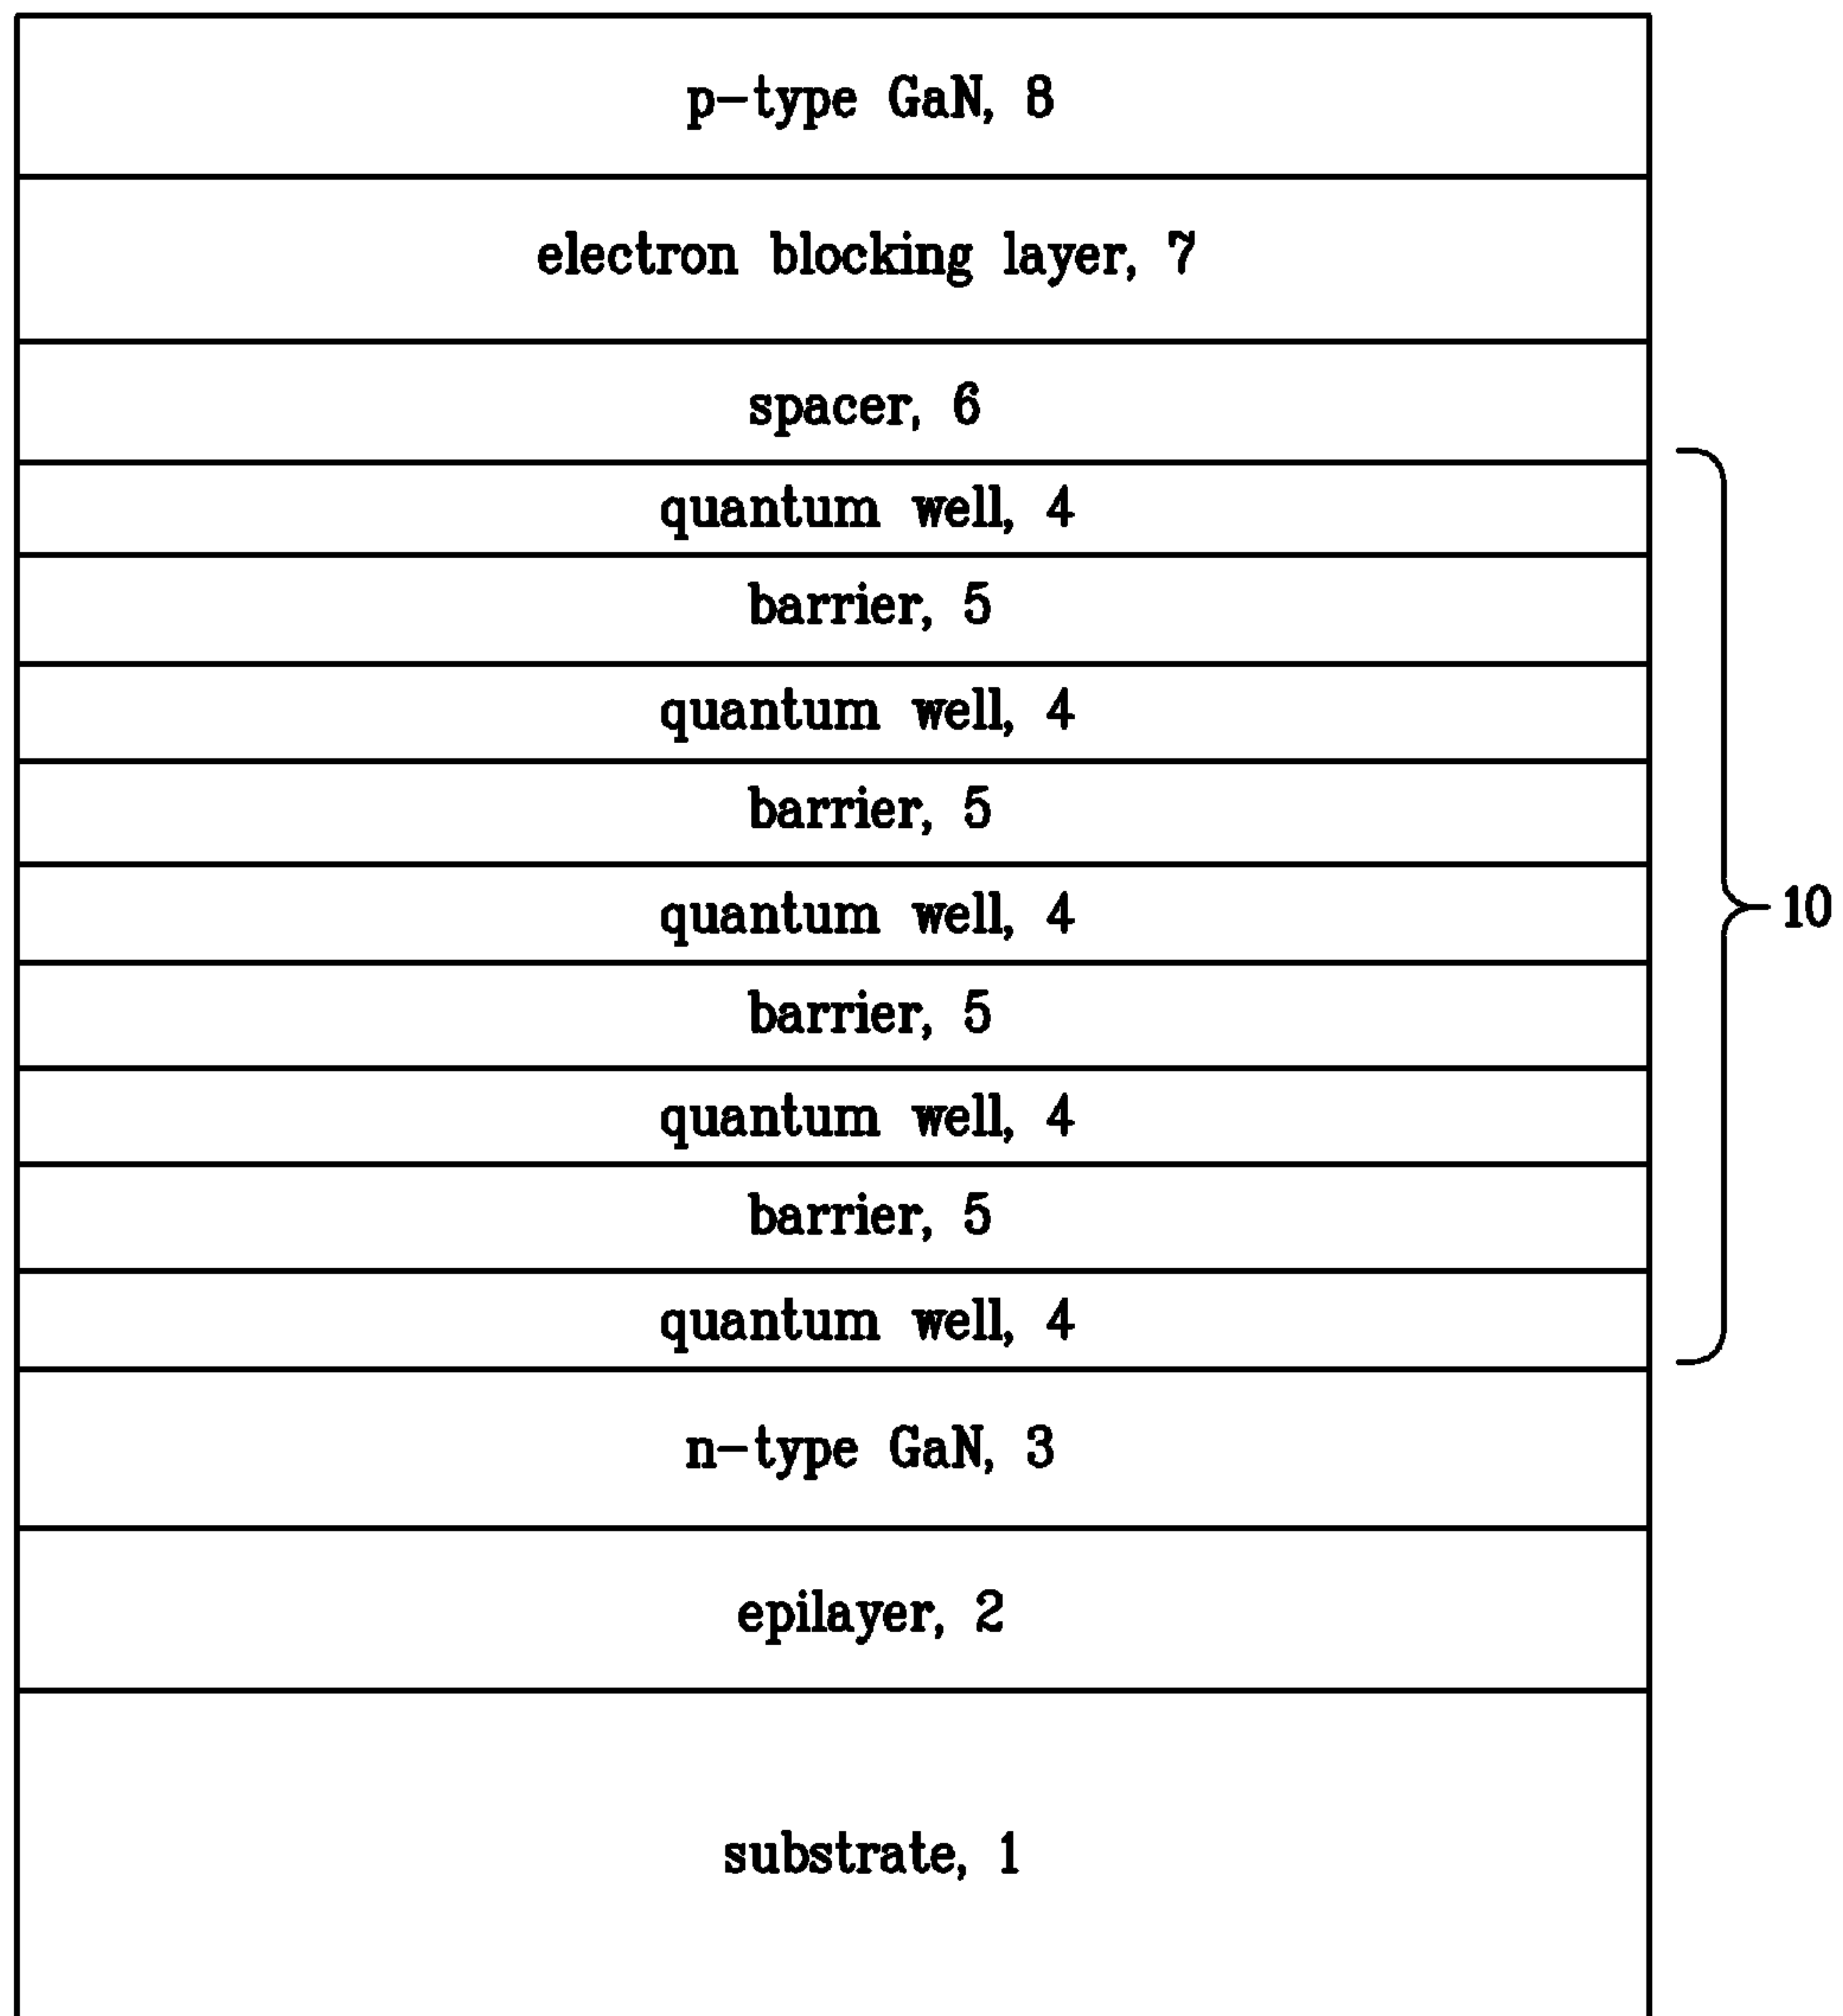 p-type GaN, 8
electron blocking layer, 7
spacer, 6
quantum well, 4
barrier, 5
quantum well, 4
barrier, 5
quantum well, 4
10
barrier, 5
quantum well, 4
barrier, 5
quantum well, 4
n-type GaN, 3
epilayer, 2
substrate, 1